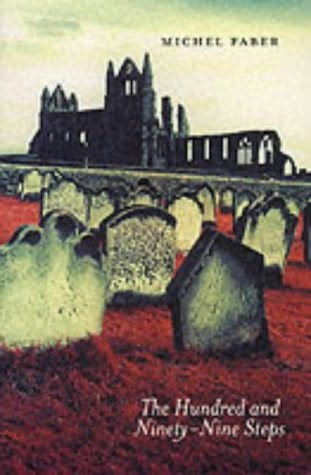 MICHEL FABER
The Hundred and
Ninety-Nine Steps